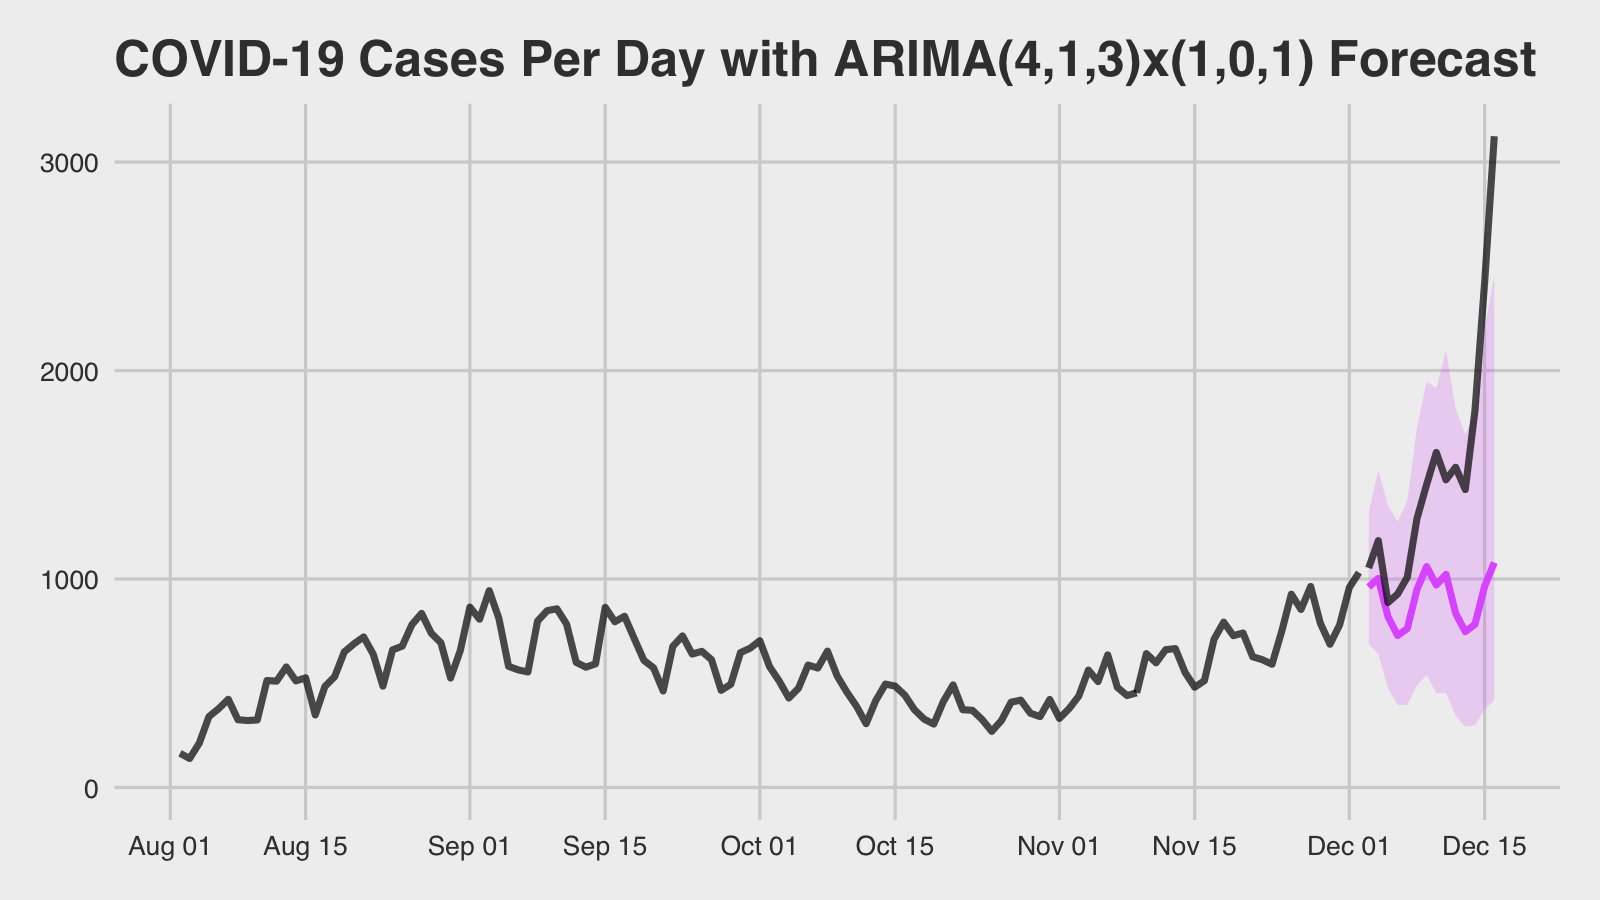 COVID-19 Cases Per Day with ARIMA(4,1,3)x(1,0,1) Forecast
3000
2000
1000
0
Aug 01 Aug 15 Sep 01 Sep 15 Oct 01 Oct 15 Nov 01 Nov 15 Dec 01 Dec 15